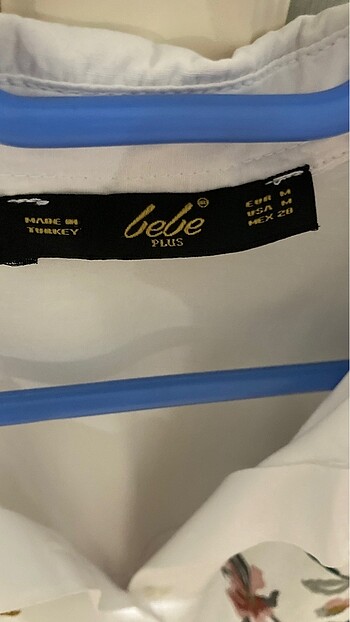 MADE IN
TURKEY
bebe®
PLUS
EUR M
USA M
MEX 28